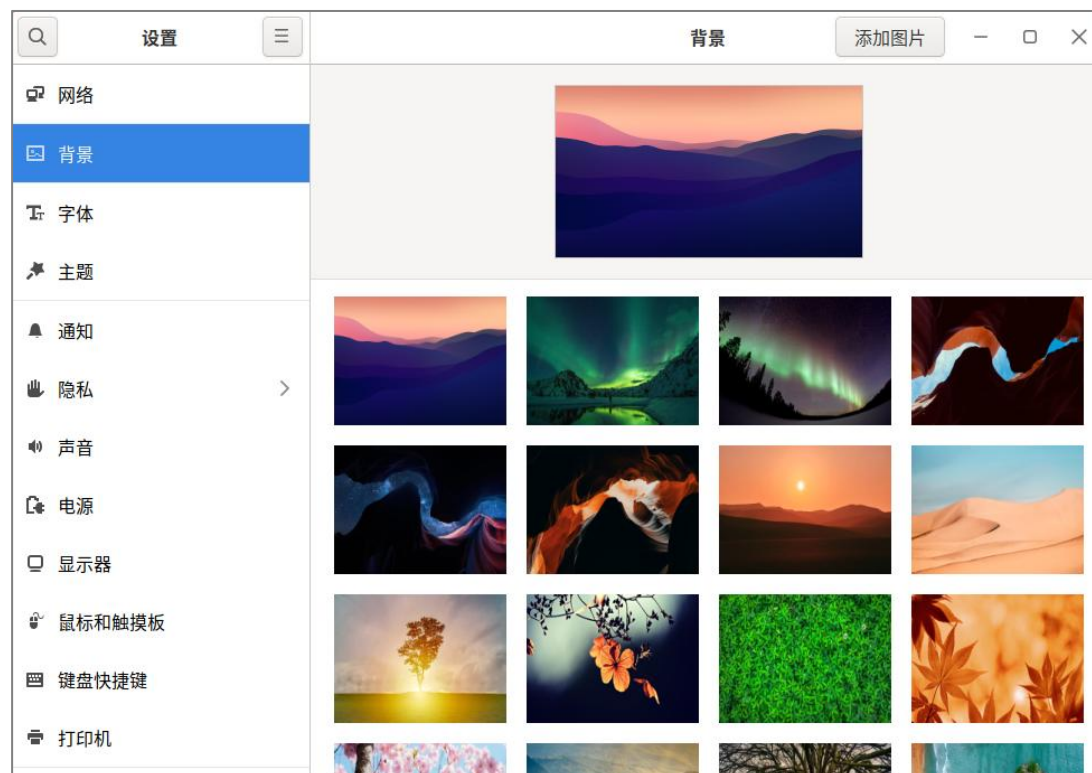 设置
背景
添加图片
网络
背景
字体
主题
通知
隐私
声音
电源
显示器
鼠标和触摸板
键盘快捷键
打印机